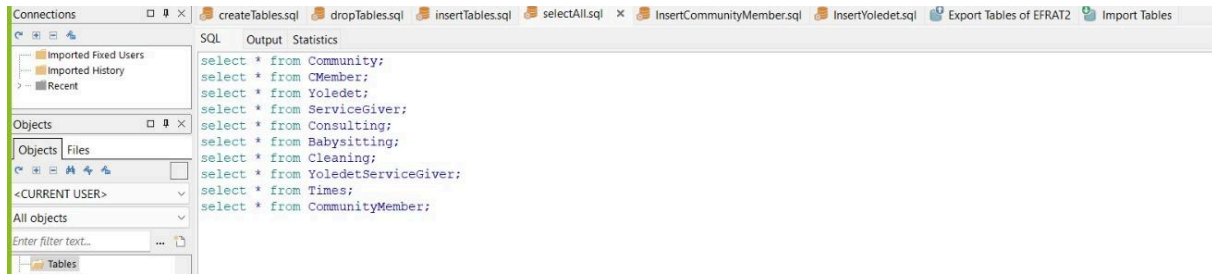 Connections
createTables.sql dropTables.sql insertTables.sql selectAll.sql InsertCommunityMember.sql InsertYoledet.sql Export Tables of EFRAT2 Import Tables
SQL Output Statistics
Imported Fixed Users
Imported History
Recent
Objects
Objects Files
<CURRENT USER>
All objects
Enter filter text...
Tables
select * from Community;
select * from CMember;
select * from Yoledet;
select * from ServiceGiver;
select * from Consulting;
select * from Babysitting;
select * from Cleaning;
select * from YoledetServiceGiver;
select * from Times;
select * from CommunityMember;